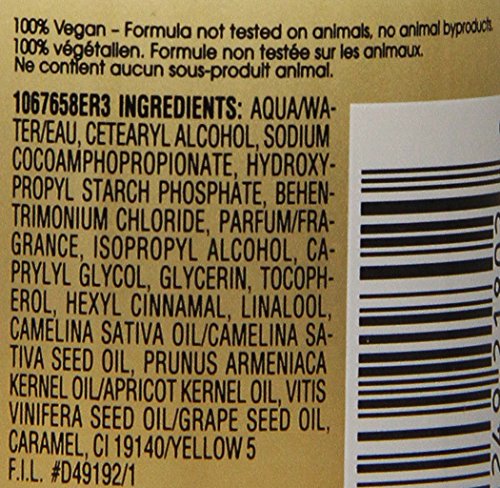 100% Vegan - Formula not tested on animals, no animal byproducts.
100% végétalien. Formule non testée sur les animaux.
Ne contient aucun sous-produit animal.
1067658ER3 INGREDIENTS: AQUA/WA-
TER/EAU, CETEARYL ALCOHOL, SODIUM
COCOAMPHOPROPIONATE, HYDROXY-
PROPYL STARCH PHOSPHATE, BEHEN-
TRIMONIUM CHLORIDE, PARFUM/FRA-
GRANCE, ISOPROPYL ALCOHOL, CA-
PRYLYL GLYCOL, GLYCERIN, TOCOPH-
EROL, HEXYL CINNAMAL, LINALOOL,
CAMELINA SATIVA OIL/CAMELINA SA-
TIVA SEED OIL, PRUNUS ARMENIACA
KERNEL OIL/APRICOT KERNEL OIL, VITIS
VINIFERA SEED OIL/GRAPE SEED OIL,
CARAMEL, CI 19140/YELLOW 5
F.I.L. #D49192/1